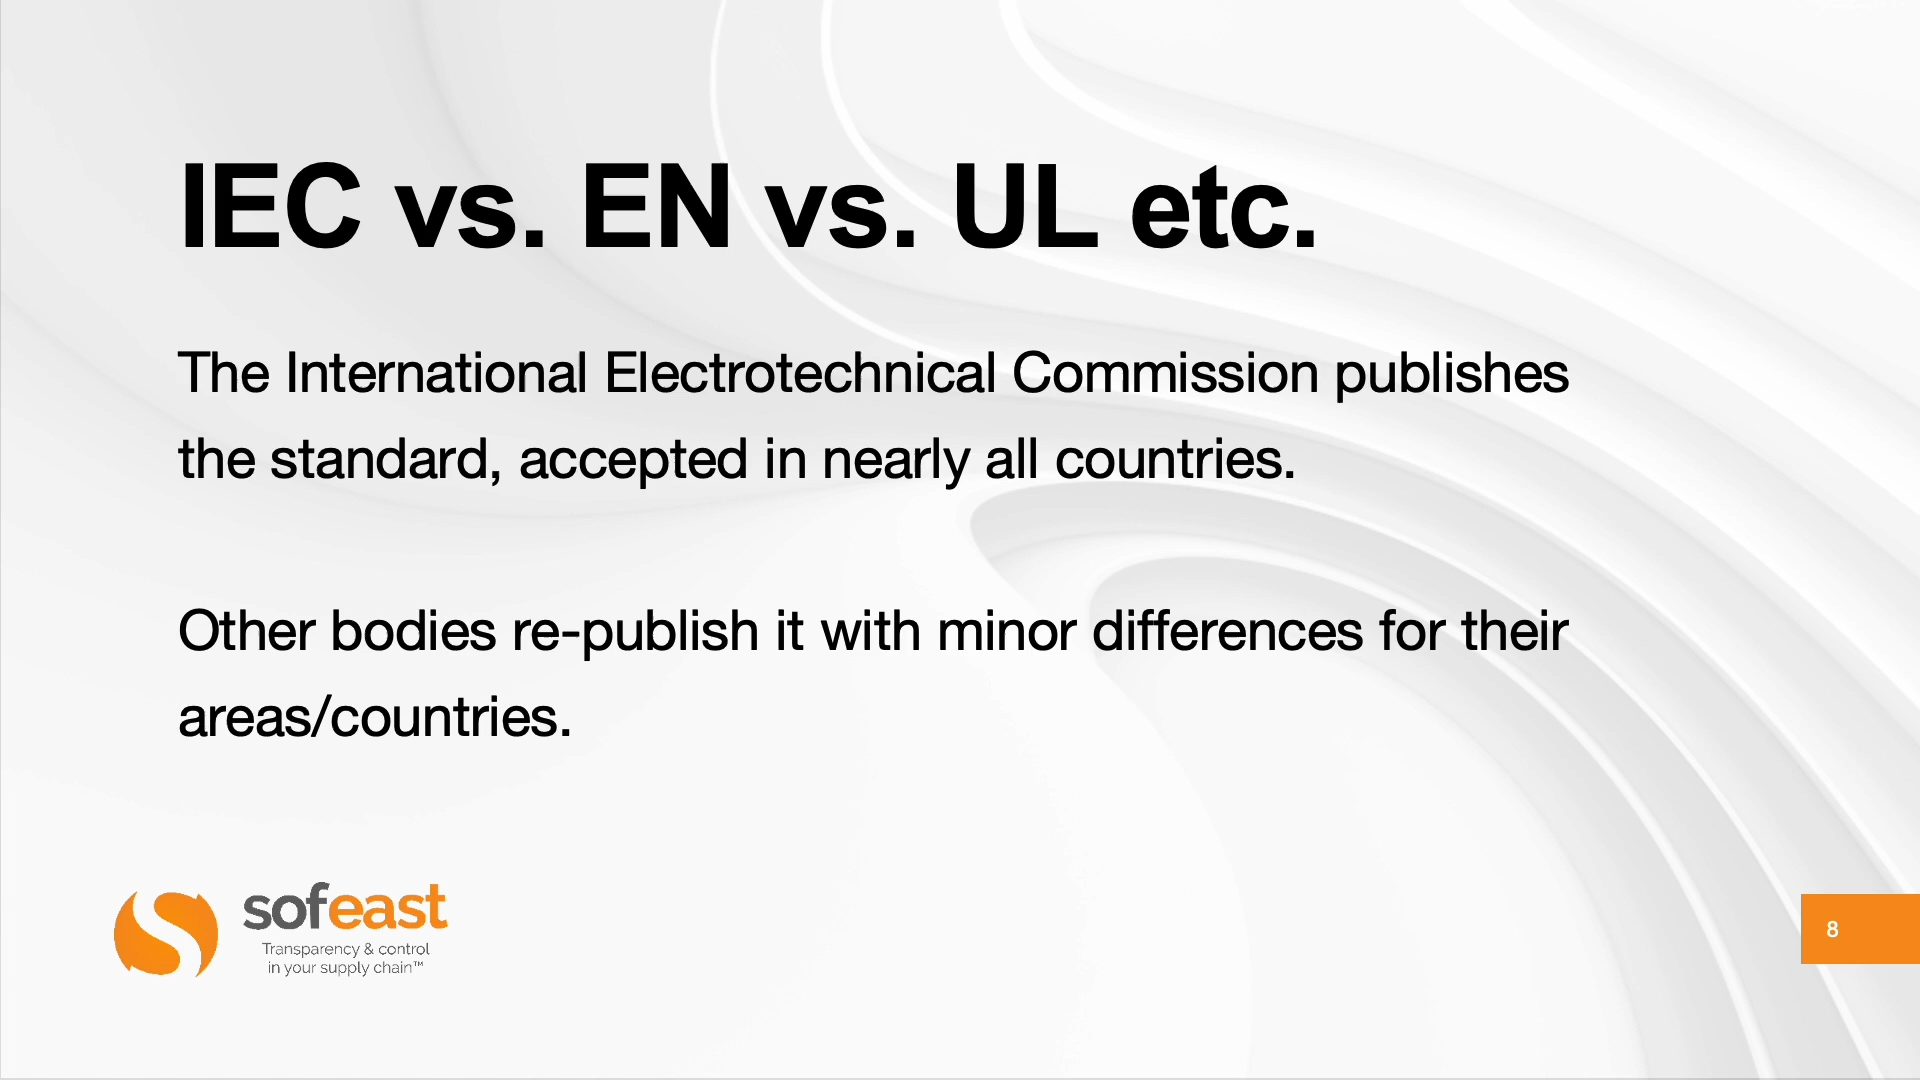 IEC vs. EN vs. UL etc.
The International Electrotechnical Commission publishes
the standard, accepted in nearly all countries.
Other bodies re-publish it with minor differences for their
areas/countries.
sofeast
Transparency & control
in your supply chain™
8